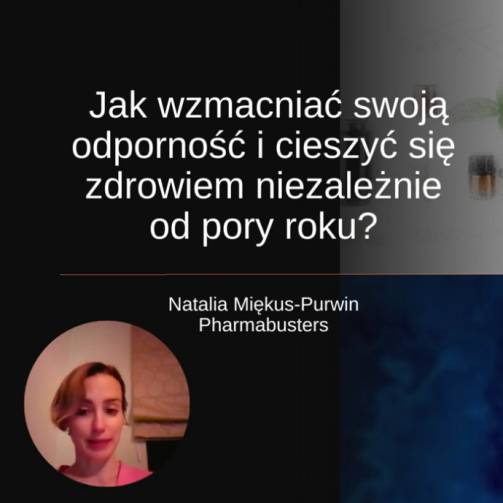 Jak wzmacniać swoją
odporność i cieszyć się
zdrowiem niezależnie
od pory roku?
Natalia Miękus-Purwin
Pharmabusters